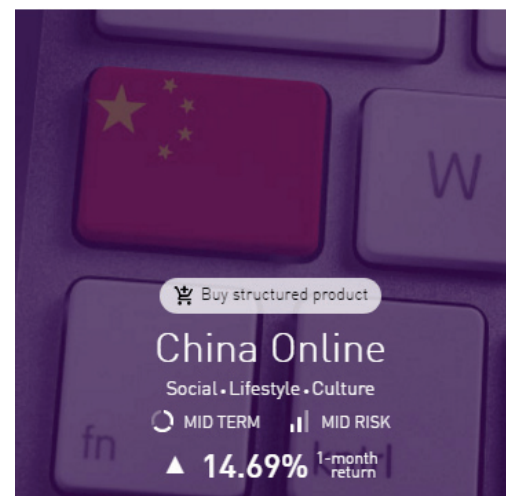 W
Buy structured product
China Online
Social • Lifestyle • Culture
MID TERM MID RISK
fn
▲ 14.69% 1-month return